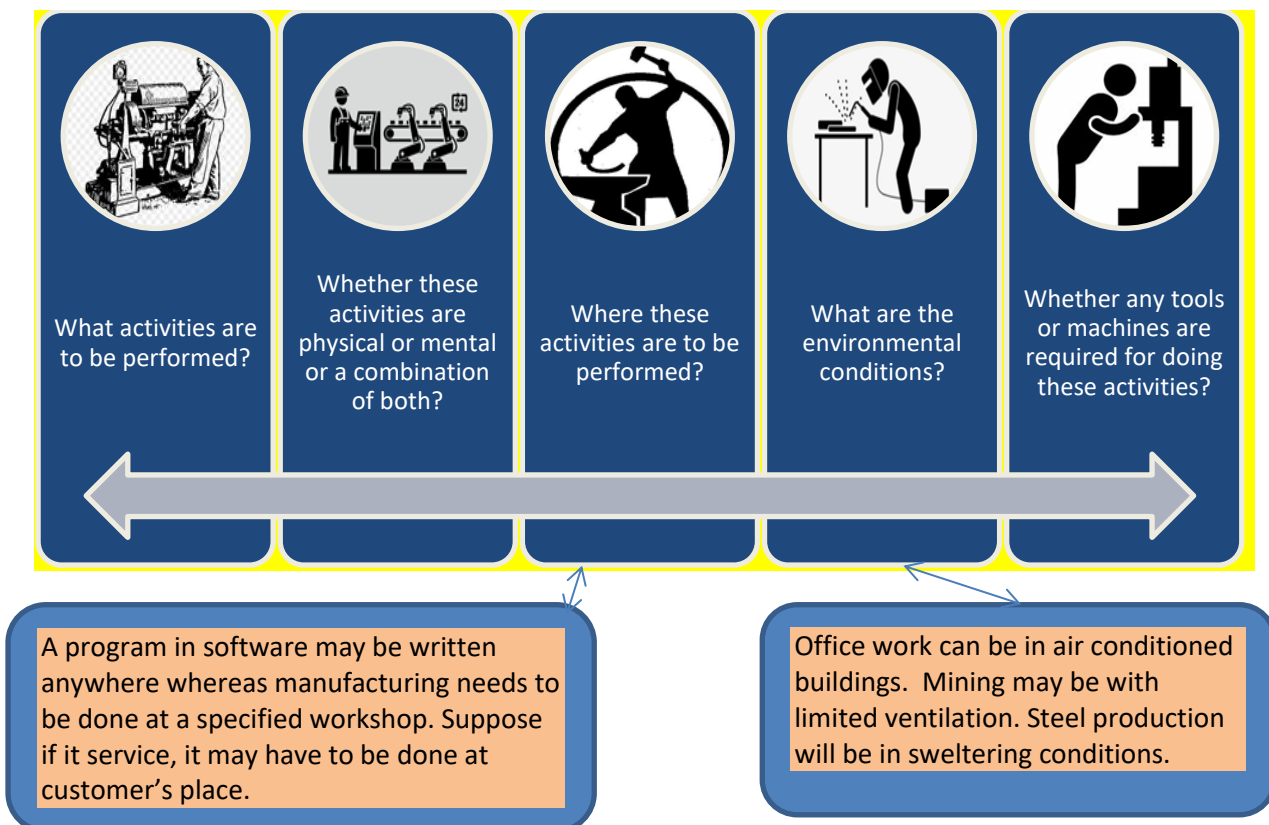 What activities are
to be performed?
Whether these
activities are
physical or mental
or a combination
of both?
Where these
activities are to be
performed?
What are the
environmental
conditions?
Whether any tools
or machines are
required for doing
these activities?
A program in software may be written
anywhere whereas manufacturing needs to
be done at a specified workshop. Suppose
if it service, it may have to be done at
customer’s place.
Office work can be in air conditioned
buildings.  Mining may be with
limited ventilation. Steel production
will be in sweltering conditions.